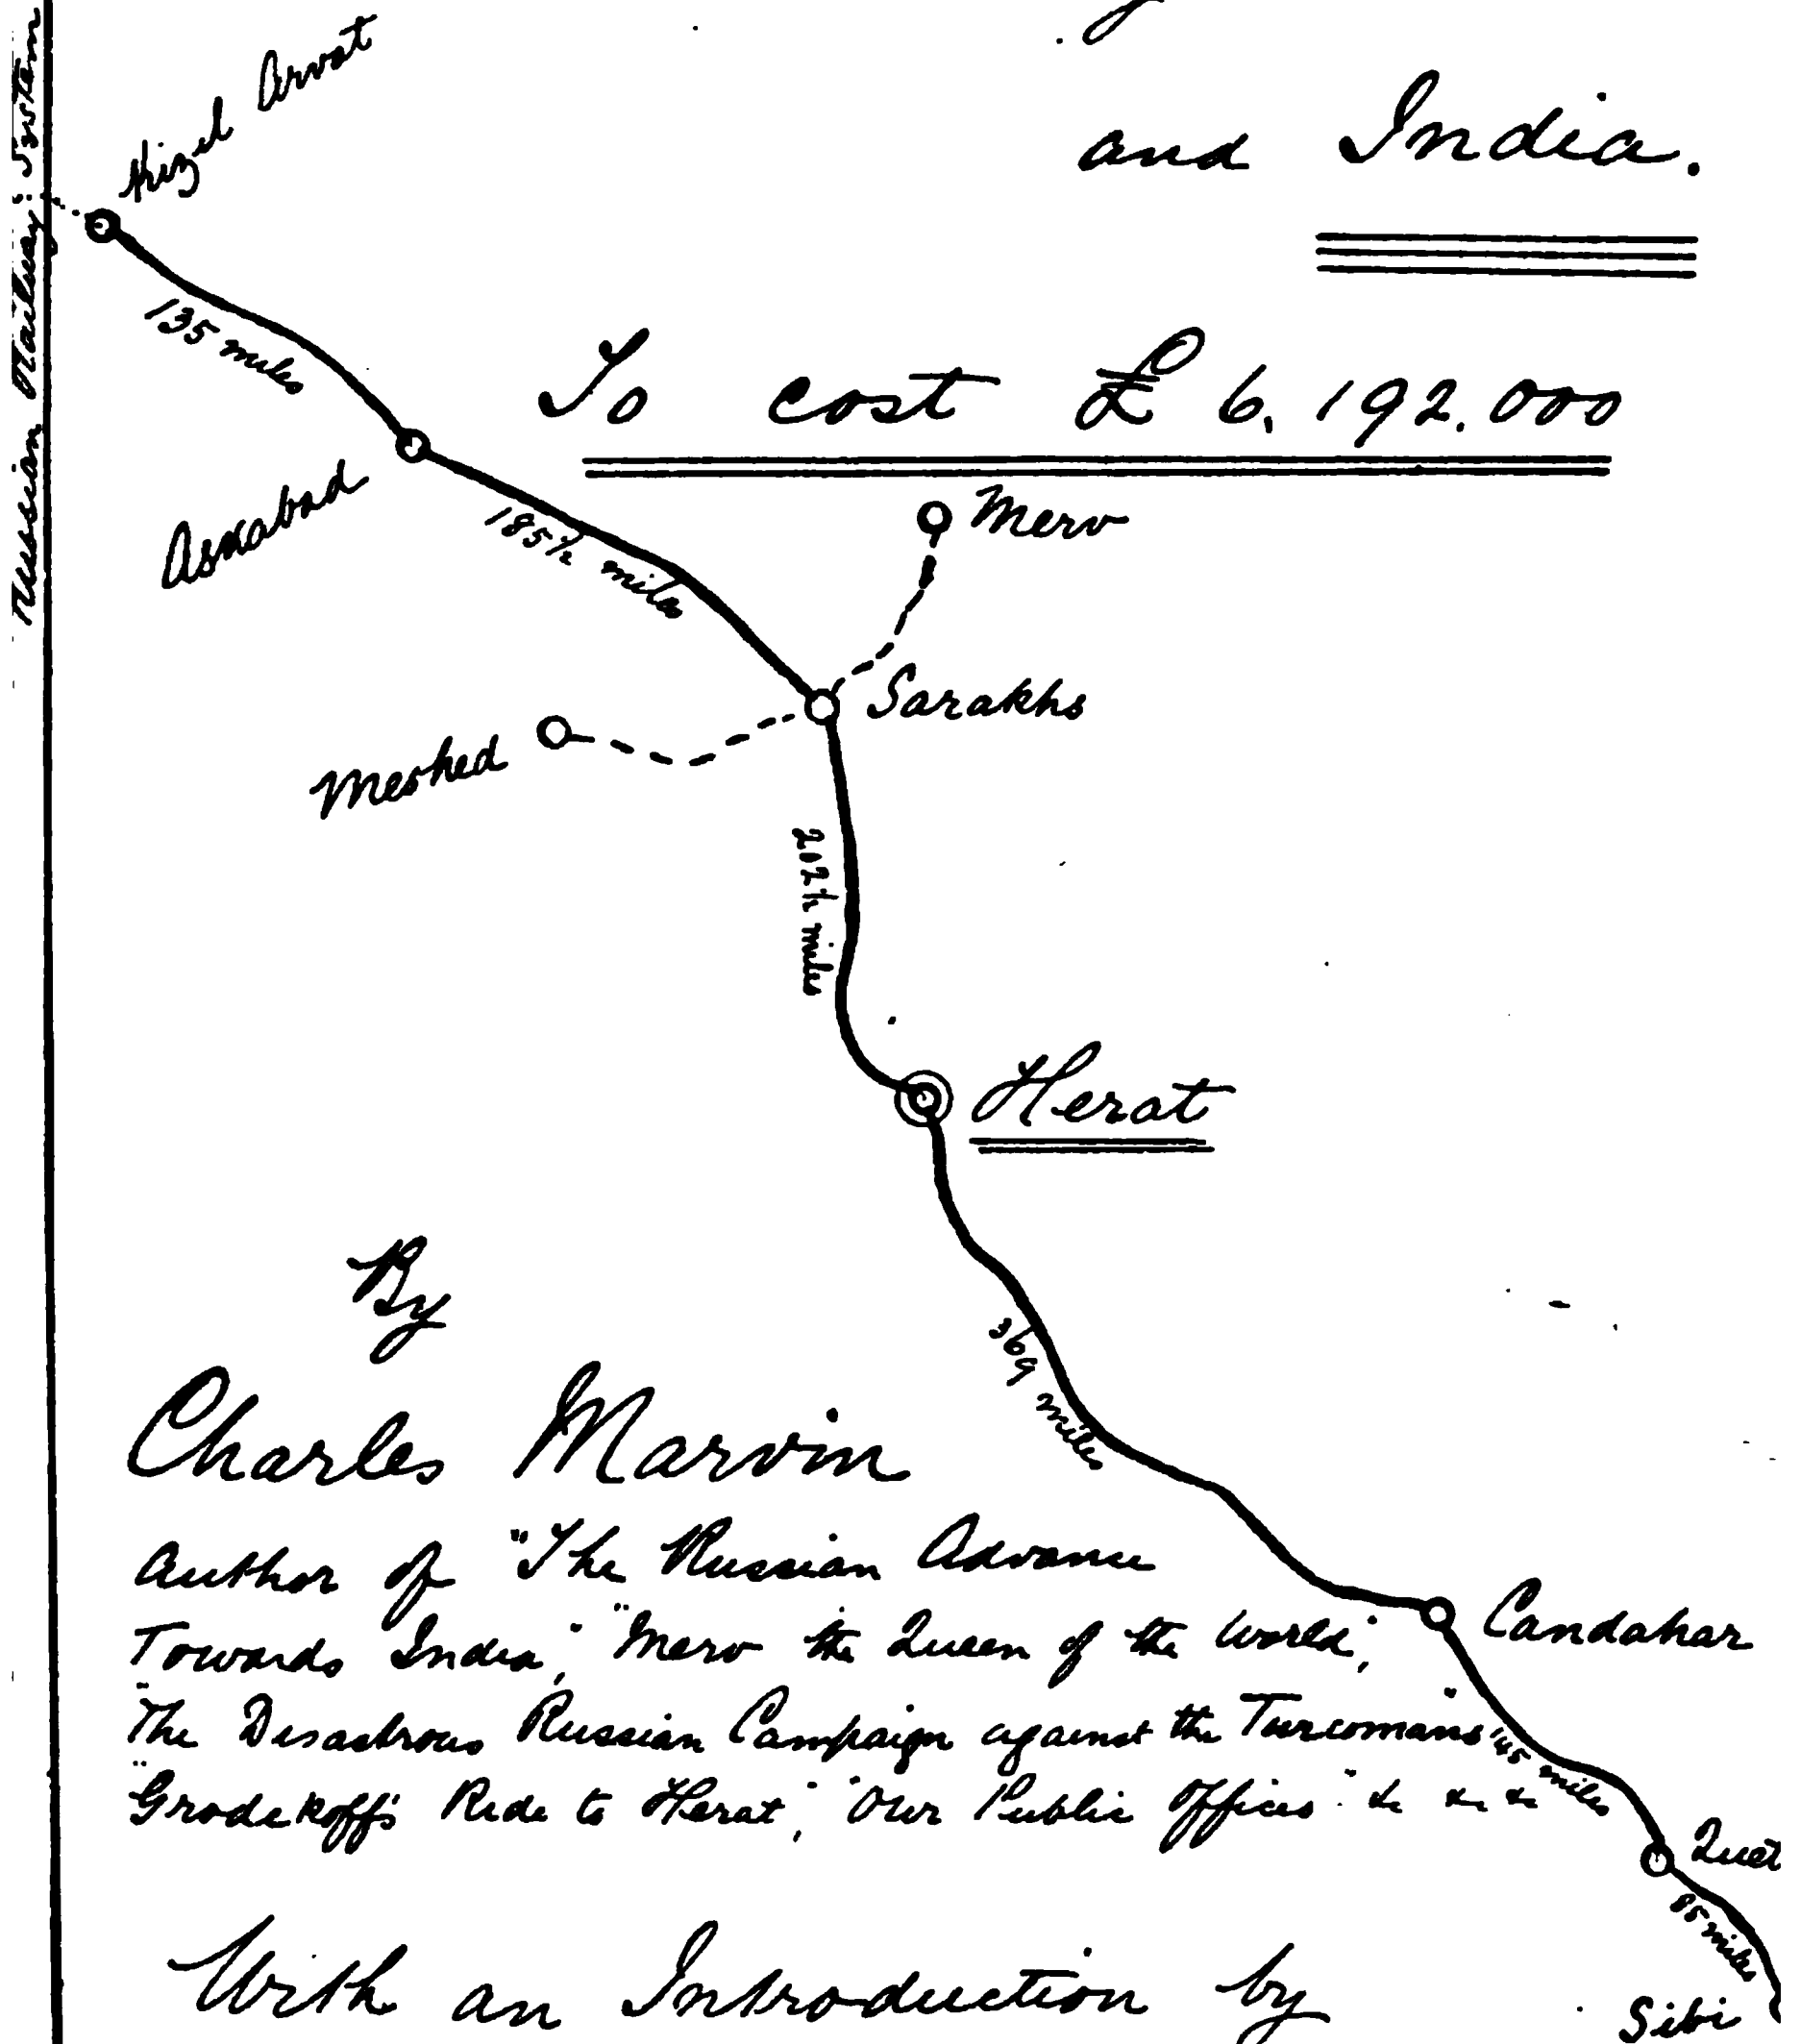 Russian Railway System
Kizil Arvat
and India.
135 miles
To cost £6,192.000
Askabad
185½ miles
Merv
Sarakhs
Meshed
202½ miles
Herat
By
369 miles
Charles Marvin
Author of "The Russian Advance
Towards India," "Merv the Queen of the World,"
Candahar
"The Disastrous Russian Campaign against the Turcomans"
145 miles
"Grodekoff's Ride to Herat," "Our Public Offices" &c &c &c
Quet
85 miles
With an Introduction by
Sibi